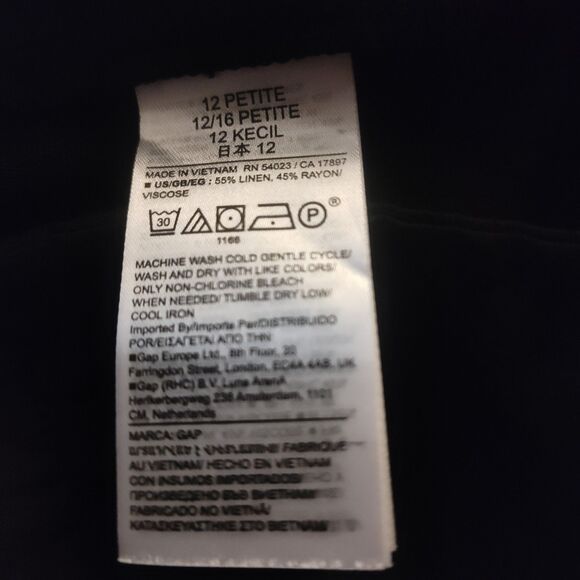 12 PETITE
12/16 PETITE
12 KECIL
日本 12
MADE IN VIETNAM RN 54023 / CA 17897
■ US/GB/EG : 55% LINEN, 45% RAYON/
VISCOSE
30
P ®
1166
MACHINE WASH COLD GENTLE CYCLE/
WASH AND DRY WITH LIKE COLORS/
ONLY NON-CHLORINE BLEACH
WHEN NEEDED/ TUMBLE DRY LOW/
COOL IRON
Imported By/Importe Par/DISTRIBUIDO
POR/ΕΙΣΑΓΕΤΑΙ ΑΠΟ ΤΗΝ
■Gap Europe Ltd., 8th Floor, 20
Farringdon Street, London, EC4A 4AB, UK
■Gap (RHC) B.V. Luna ArenA
Herikerbergweg 238 Amsterdam, 1101
CM, Netherlands
MARCA: GAP
FABRIQUE
AU VIETNAM/ HECHO EN VIETNAM
CON INSUMOS IMPORTADOS/
ПРОИЗВЕДЕНО ВЪВ ВИЕТНАМ/
FABRICADO NO VIETNÃ/
ΚΑΤΑΣΚΕΥΑΣΤΗΚΕ ΣΤΟ ΒΙΕΤΝΑΜ/